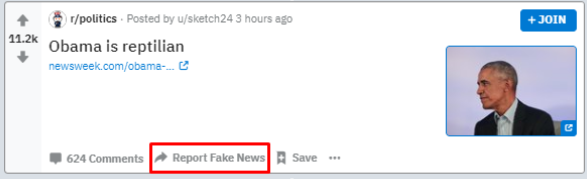 r/politics · Posted by u/sketch24 3 hours ago
+ JOIN
11.2k
Obama is reptilian
newsweek.com/obama-...
624 Comments Report Fake News Save ...